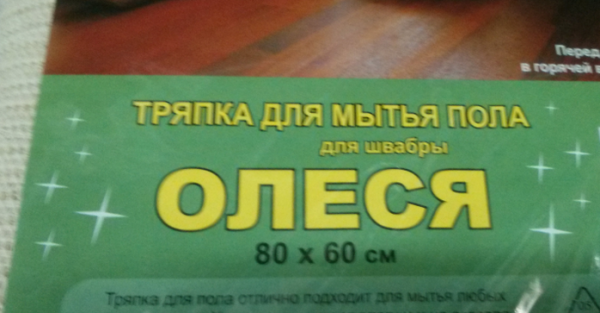 Перед
в горячей в
ТРЯПКА ДЛЯ МЫТЬЯ ПОЛА
для швабры
ОЛЕСЯ
80 х 60 см
Тряпка для пола отлично подходит для мытья любых